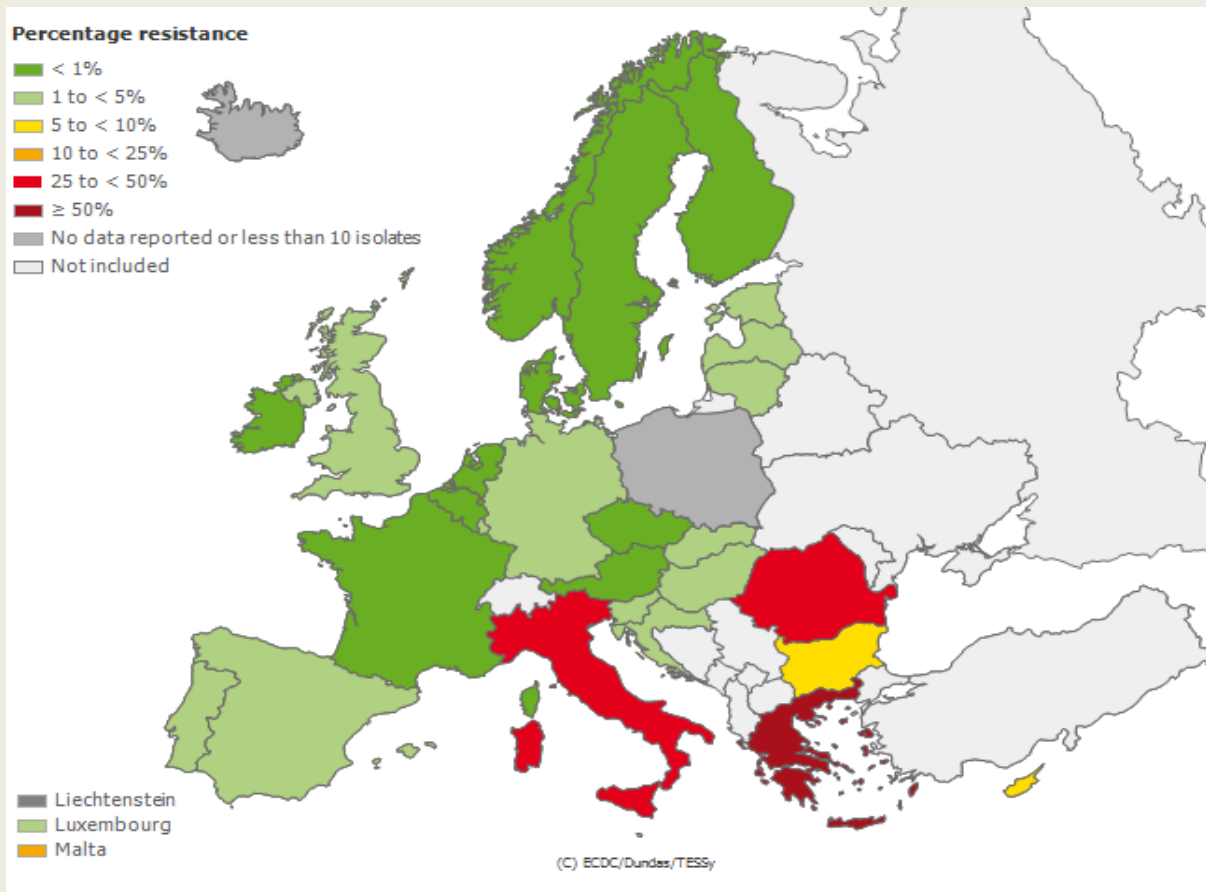 Percentage resistance
< 1%
1 to < 5%
5 to < 10%
10 to < 25%
25 to < 50%
≥ 50%
No data reported or less than 10 isolates
Not included
Liechtenstein
Luxembourg
Malta
(C) ECDC/Dundas/TESSy